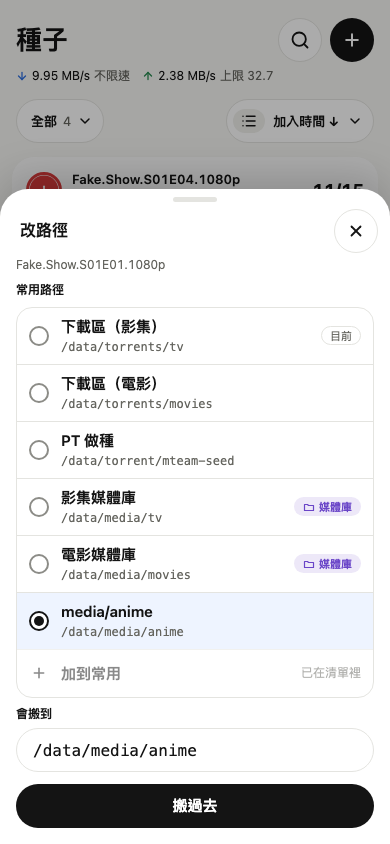 種子
9.95 MB/s 不限速 2.38 MB/s 上限 32.7
全部 4
加入時間
Fake.Show.S01E04.1080p
改路徑
Fake.Show.S01E01.1080p
常用路徑
下載區（影集）
/data/torrents/tv
目前
下載區（電影）
/data/torrents/movies
PT 做種
/data/torrent/mteam-seed
影集媒體庫
/data/media/tv
媒體庫
電影媒體庫
/data/media/movies
媒體庫
media/anime
/data/media/anime
加到常用
已在清單裡
會搬到
/data/media/anime
搬過去